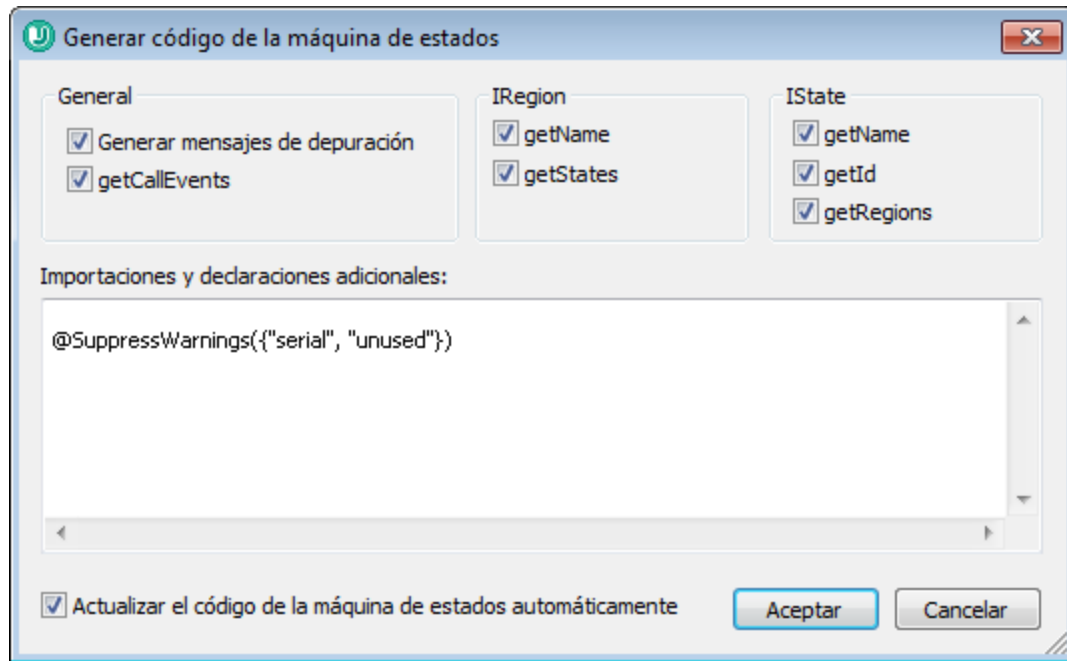 Generar código de la máquina de estados
General
Generar mensajes de depuración
getCallEvents
IRegion
getName
getStates
IState
getName
getId
getRegions
Importaciones y declaraciones adicionales:
@SuppressWarnings({"serial", "unused"})
Actualizar el código de la máquina de estados automáticamente
Aceptar
Cancelar